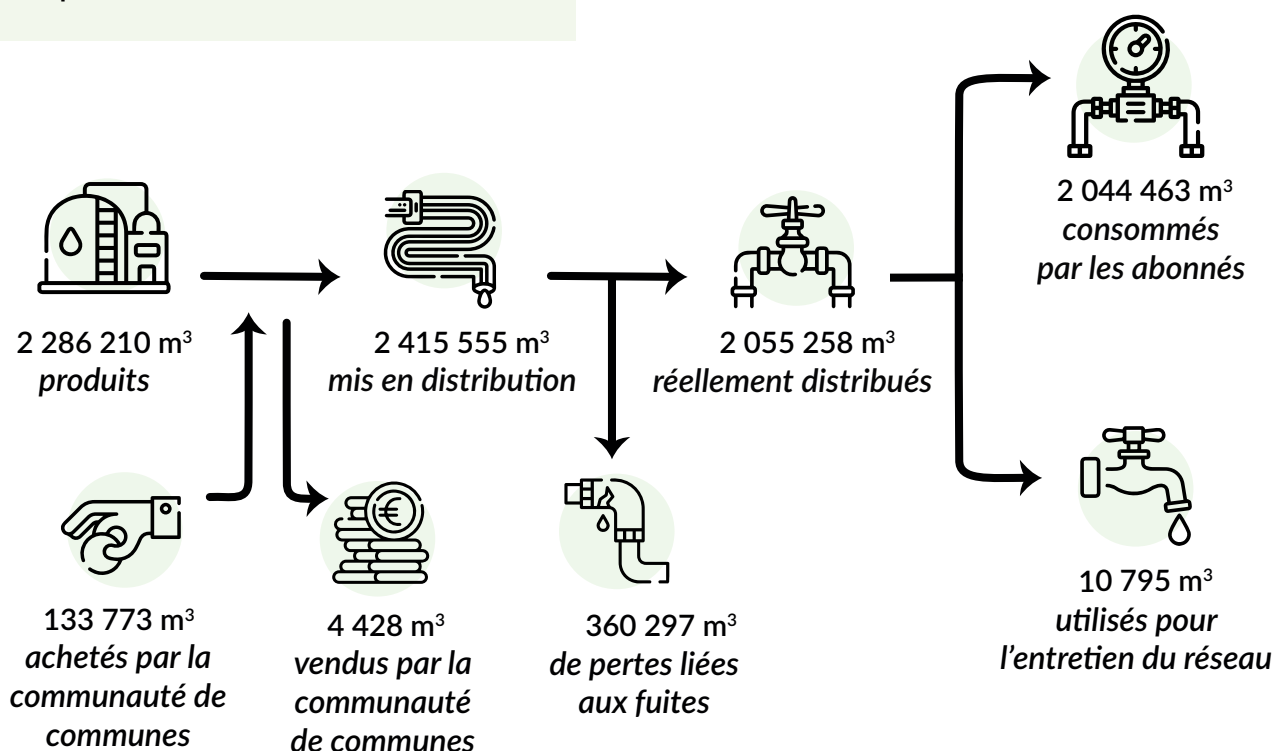 2 286 210 m³
produits
2 415 555 m³
mis en distribution
2 055 258 m³
réellement distribués
2 044 463 m³
consommés
par les abonnés
133 773 m³
achetés par la
communauté de
communes
4 428 m³
vendus par la
communauté
de communes
360 297 m³
de pertes liées
aux fuites
10 795 m³
utilisés pour
l’entretien du réseau